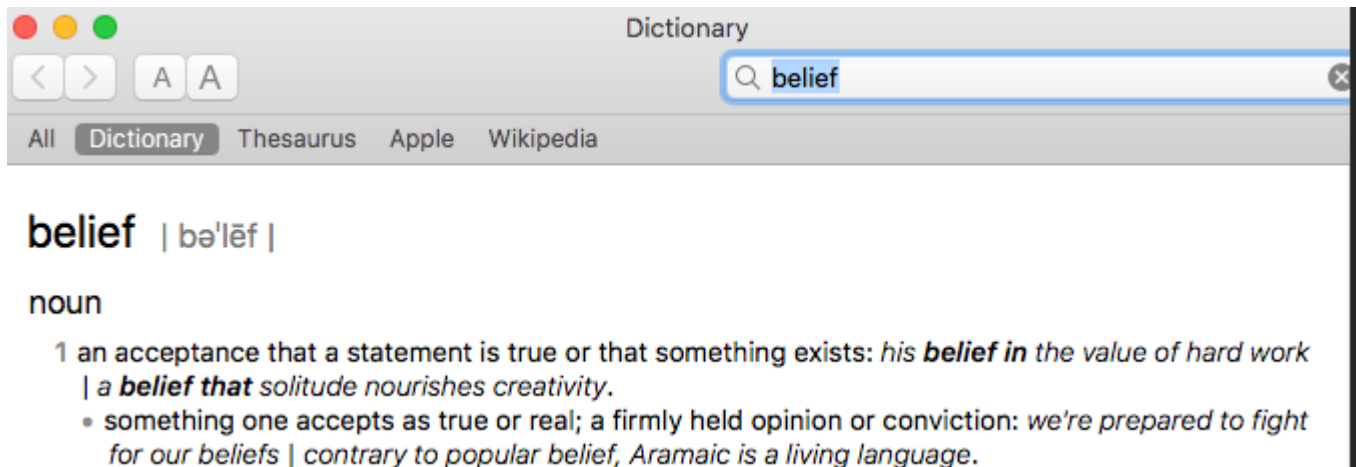 Dictionary
A A
belief
All Dictionary Thesaurus Apple Wikipedia
belief | bəˈlēf |
noun
1 an acceptance that a statement is true or that something exists: his belief in the value of hard work
| a belief that solitude nourishes creativity.
• something one accepts as true or real; a firmly held opinion or conviction: we're prepared to fight
for our beliefs | contrary to popular belief, Aramaic is a living language.